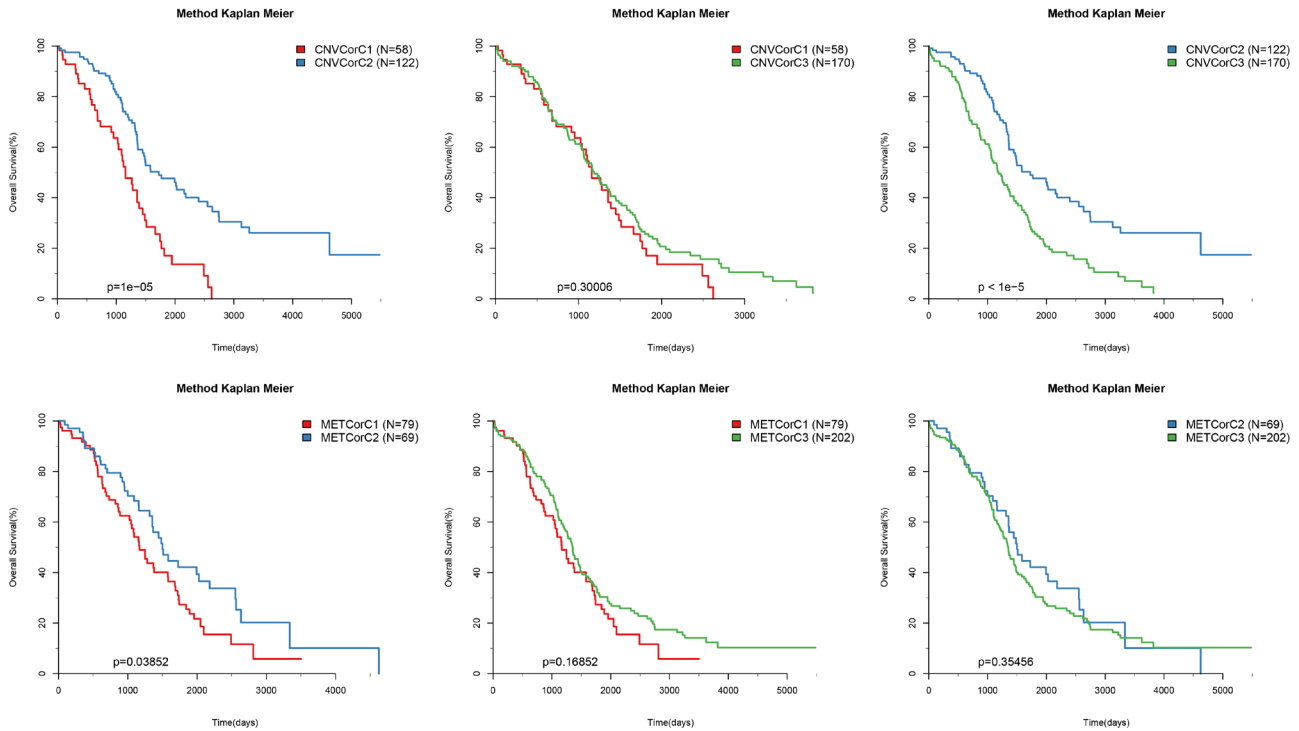 Method Kaplan Meier
CNVCorC1 (N=58)
CNVCorC2 (N=122)
Overall Survival(%)
100
80
60
40
20
0
p=1e−05
0 1000 2000 3000 4000 5000
Time(days)
Method Kaplan Meier
CNVCorC1 (N=58)
CNVCorC3 (N=170)
Overall Survival(%)
100
80
60
40
20
0
p=0.30006
0 1000 2000 3000
Time(days)
Method Kaplan Meier
CNVCorC2 (N=122)
CNVCorC3 (N=170)
Overall Survival(%)
100
80
60
40
20
0
p < 1e−5
0 1000 2000 3000 4000 5000
Time(days)
Method Kaplan Meier
METCorC1 (N=79)
METCorC2 (N=69)
Overall Survival(%)
100
80
60
40
20
0
p=0.03852
0 1000 2000 3000 4000
Time(days)
Method Kaplan Meier
METCorC1 (N=79)
METCorC3 (N=202)
Overall Survival(%)
100
80
60
40
20
0
p=0.16852
0 1000 2000 3000 4000 5000
Time(days)
Method Kaplan Meier
METCorC2 (N=69)
METCorC3 (N=202)
Overall Survival(%)
100
80
60
40
20
0
p=0.35456
0 1000 2000 3000 4000 5000
Time(days)